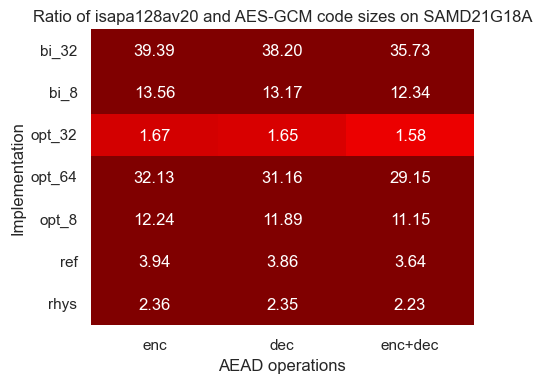 Ratio of isapa128av20 and AES-GCM code sizes on SAMD21G18A
Implementation
bi_32 39.39 38.20 35.73
bi_8 13.56 13.17 12.34
opt_32 1.67 1.65 1.58
opt_64 32.13 31.16 29.15
opt_8 12.24 11.89 11.15
ref 3.94 3.86 3.64
rhys 2.36 2.35 2.23
enc dec enc+dec
AEAD operations